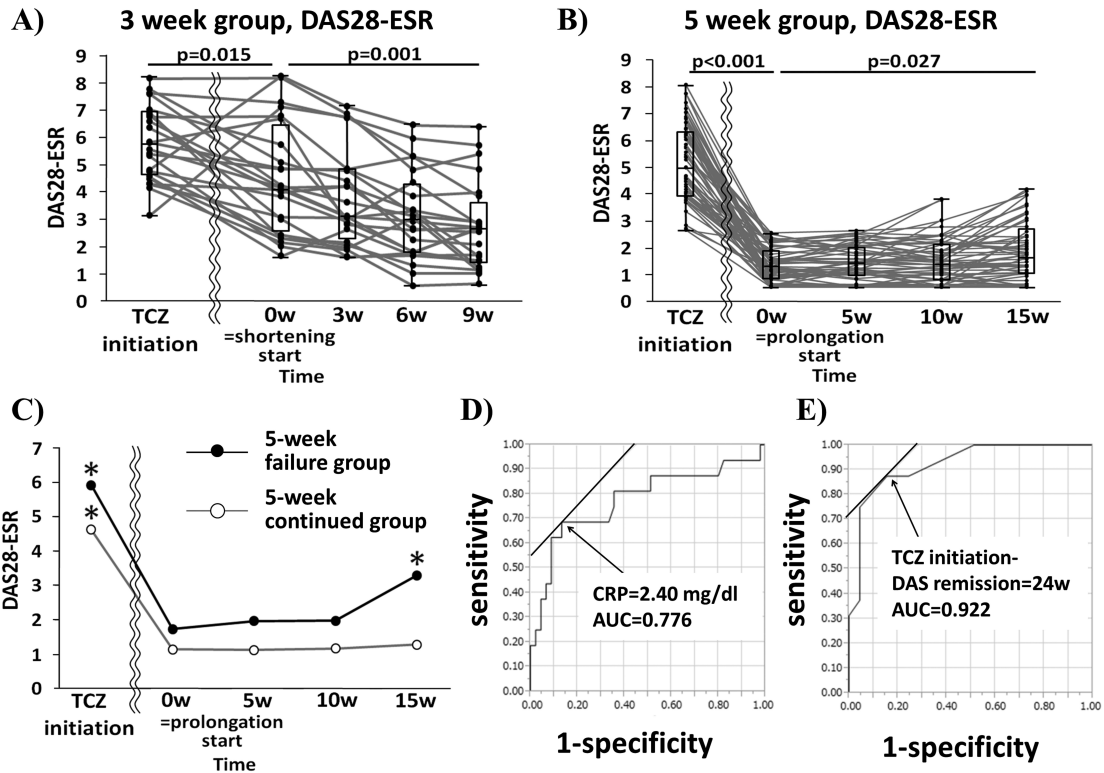 A)
3 week group, DAS28-ESR
p=0.015
p=0.001
9
8
7
6
5
4
3
2
1
0
DAS28-ESR
TCZ
initiation
0w
3w
6w
9w
=shortening
start
Time
B)
5 week group, DAS28-ESR
p<0.001
p=0.027
9
8
7
6
5
4
3
2
1
0
DAS28-ESR
TCZ
initiation
0w
5w
10w
15w
=prolongation
start
Time
C)
7
6
5
4
3
2
1
0
DAS28-ESR
*
*
*
5-week
failure group
5-week
continued group
TCZ
initiation
0w
5w
10w
15w
=prolongation
start
Time
D)
1.00
0.90
0.80
0.70
0.60
0.50
0.40
0.30
0.20
0.10
0.00
sensitivity
CRP=2.40 mg/dl
AUC=0.776
0.00
0.20
0.40
0.60
0.80
1.00
1-specificity
E)
1.00
0.90
0.80
0.70
0.60
0.50
0.40
0.30
0.20
0.10
0.00
sensitivity
TCZ initiation-
DAS remission=24w
AUC=0.922
0.00
0.20
0.40
0.60
0.80
1.00
1-specificity